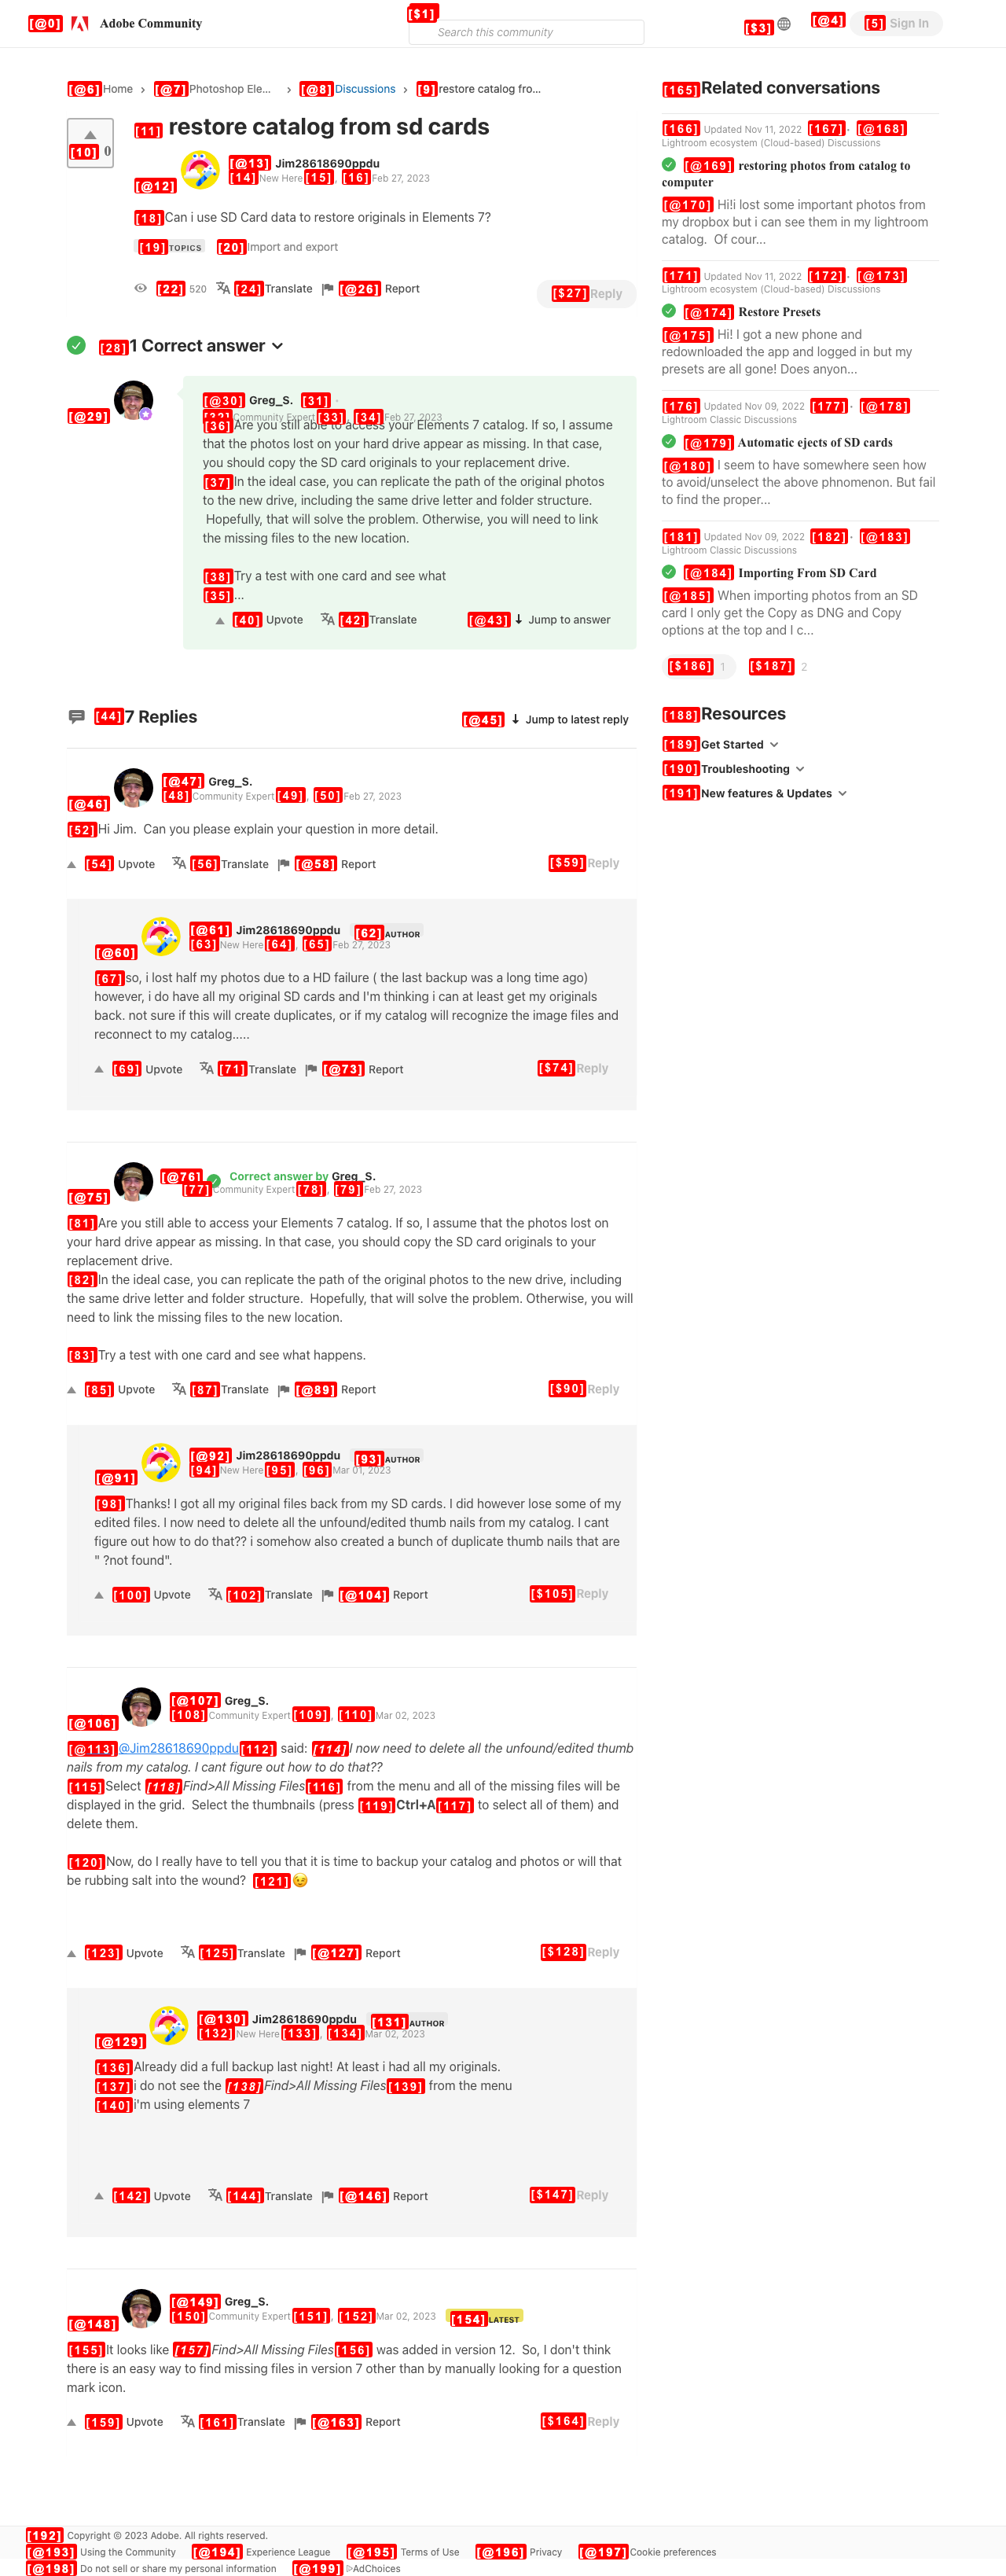 [@0] Adobe Community
[$1]
Search this community
[$3]
[@4]
[5] Sign In
[@6]Home › [@7]Photoshop Ele... › [@8]Discussions › [9]restore catalog fro...
[10] 0
[11] restore catalog from sd cards
[@12]
[@13] Jim28618690ppdu
[14]New Here[15], [16]Feb 27, 2023
[18]Can i use SD Card data to restore originals in Elements 7?
[19]TOPICS [20]Import and export
[22] 520 [24]Translate [@26] Report
[$27]Reply
[28]1 Correct answer
[@29]
[@30] Greg_S. [31] ·
[32]Community Expert[33], [34]Feb 27, 2023
[36]Are you still able to access your Elements 7 catalog. If so, I assume
that the photos lost on your hard drive appear as missing. In that case,
you should copy the SD card originals to your replacement drive.
[37]In the ideal case, you can replicate the path of the original photos
to the new drive, including the same drive letter and folder structure.
Hopefully, that will solve the problem. Otherwise, you will need to link
the missing files to the new location.
[38]Try a test with one card and see what
[35]...
[40] Upvote [42]Translate [@43] Jump to answer
[44]7 Replies
[@45] Jump to latest reply
[@46]
[@47] Greg_S.
[48]Community Expert[49], [50]Feb 27, 2023
[52]Hi Jim.  Can you please explain your question in more detail.
[54] Upvote [56]Translate [@58] Report [$59]Reply
[@60]
[@61] Jim28618690ppdu [62]AUTHOR
[63]New Here[64], [65]Feb 27, 2023
[67]so, i lost half my photos due to a HD failure ( the last backup was a long time ago)
however, i do have all my original SD cards and I'm thinking i can at least get my originals
back. not sure if this will create duplicates, or if my catalog will recognize the image files and
reconnect to my catalog.....
[69] Upvote [71]Translate [@73] Report [$74]Reply
[@75]
[@76] Correct answer by Greg_S.
[77]Community Expert[78], [79]Feb 27, 2023
[81]Are you still able to access your Elements 7 catalog. If so, I assume that the photos lost on
your hard drive appear as missing. In that case, you should copy the SD card originals to your
replacement drive.
[82]In the ideal case, you can replicate the path of the original photos to the new drive, including
the same drive letter and folder structure.  Hopefully, that will solve the problem. Otherwise, you will
need to link the missing files to the new location.
[83]Try a test with one card and see what happens.
[85] Upvote [87]Translate [@89] Report [$90]Reply
[@91]
[@92] Jim28618690ppdu [93]AUTHOR
[94]New Here[95], [96]Mar 01, 2023
[98]Thanks! I got all my original files back from my SD cards. I did however lose some of my
edited files. I now need to delete all the unfound/edited thumb nails from my catalog. I cant
figure out how to do that?? i somehow also created a bunch of duplicate thumb nails that are
" ?not found".
[100] Upvote [102]Translate [@104] Report [$105]Reply
[@106]
[@107] Greg_S.
[108]Community Expert[109], [110]Mar 02, 2023
[@113]@Jim28618690ppdu[112] said: [114]I now need to delete all the unfound/edited thumb
nails from my catalog. I cant figure out how to do that??
[115]Select [118]Find>All Missing Files[116] from the menu and all of the missing files will be
displayed in the grid.  Select the thumbnails (press [119]Ctrl+A[117] to select all of them) and
delete them.
[120]Now, do I really have to tell you that it is time to backup your catalog and photos or will that
be rubbing salt into the wound?  [121]😉
[123] Upvote [125]Translate [@127] Report [$128]Reply
[@129]
[@130] Jim28618690ppdu [131]AUTHOR
[132]New Here[133], [134]Mar 02, 2023
[136]Already did a full backup last night! At least i had all my originals.
[137]i do not see the [138]Find>All Missing Files[139] from the menu
[140]i'm using elements 7
[142] Upvote [144]Translate [@146] Report [$147]Reply
[@148]
[@149] Greg_S.
[150]Community Expert[151], [152]Mar 02, 2023 [154]LATEST
[155]It looks like [157]Find>All Missing Files[156] was added in version 12.  So, I don't think
there is an easy way to find missing files in version 7 other than by manually looking for a question
mark icon.
[159] Upvote [161]Translate [@163] Report [$164]Reply
[165]Related conversations
[166] Updated Nov 11, 2022 [167]· [@168]
Lightroom ecosystem (Cloud-based) Discussions
[@169] restoring photos from catalog to
computer
[@170] Hi!i lost some important photos from
my dropbox but i can see them in my lightroom
catalog.  Of cour...
[171] Updated Nov 11, 2022 [172]· [@173]
Lightroom ecosystem (Cloud-based) Discussions
[@174] Restore Presets
[@175] Hi! I got a new phone and
redownloaded the app and logged in but my
presets are all gone! Does anyon...
[176] Updated Nov 09, 2022 [177]· [@178]
Lightroom Classic Discussions
[@179] Automatic ejects of SD cards
[@180] I seem to have somewhere seen how
to avoid/unselect the above phnomenon. But fail
to find the proper...
[181] Updated Nov 09, 2022 [182]· [@183]
Lightroom Classic Discussions
[@184] Importing From SD Card
[@185] When importing photos from an SD
card I only get the Copy as DNG and Copy
options at the top and I c...
[$186] 1 [$187] 2
[188]Resources
[189]Get Started
[190]Troubleshooting
[191]New features & Updates
[192] Copyright © 2023 Adobe. All rights reserved.
[@193] Using the Community [@194] Experience League [@195] Terms of Use [@196] Privacy [@197]Cookie preferences
[@198] Do not sell or share my personal information [@199] AdChoices